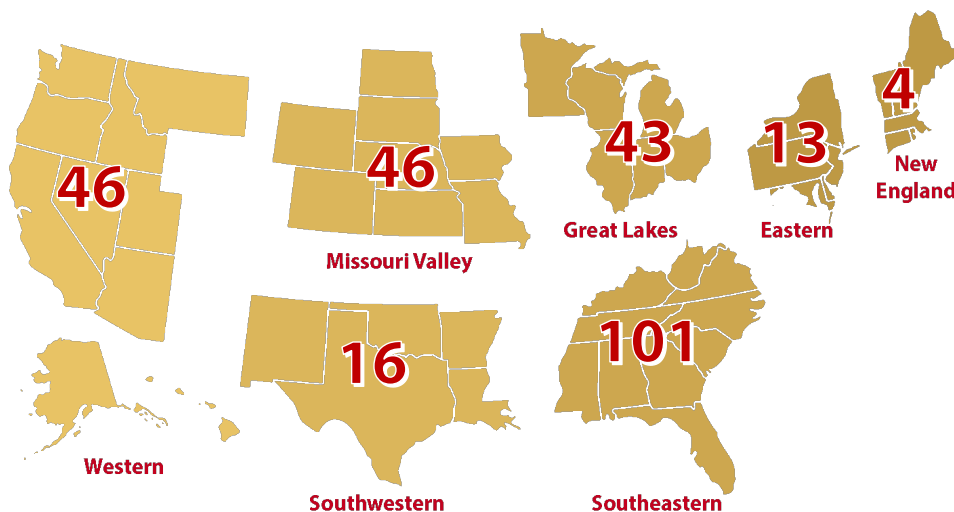 46
Western
46
Missouri Valley
43
Great Lakes
13
Eastern
4
New
England
16
Southwestern
101
Southeastern